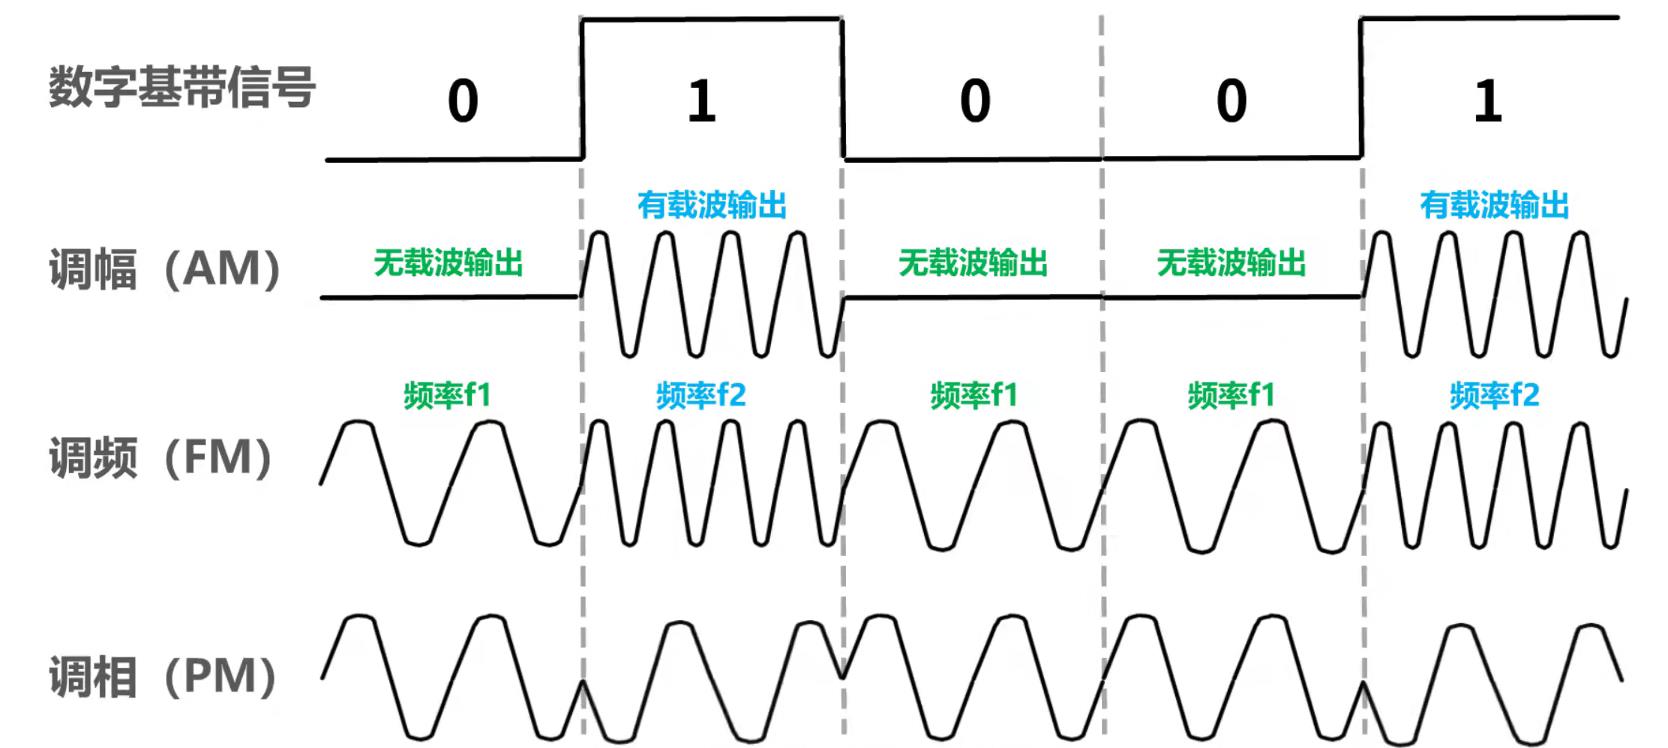 数字基带信号
0 1 0 0 1
有载波输出 有载波输出
调幅（AM） 无载波输出 无载波输出 无载波输出
频率f1 频率f2 频率f1 频率f1 频率f2
调频（FM）
调相（PM）